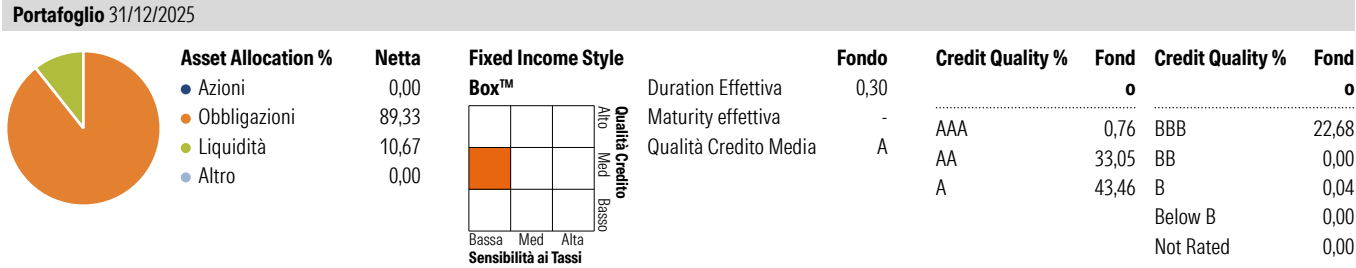 Portafoglio 31/12/2025
Asset Allocation % Netta
Azioni 0,00
Obbligazioni 89,33
Liquidità 10,67
Altro 0,00
Fixed Income Style
Box™
Alto
Med
Basso
Qualità Credito
Bassa Med Alta
Sensibilità ai Tassi
Fondo
Duration Effettiva 0,30
Maturity effettiva -
Qualità Credito Media A
Credit Quality % Fond
o
AAA 0,76
AA 33,05
A 43,46
Credit Quality % Fond
o
BBB 22,68
BB 0,00
B 0,04
Below B 0,00
Not Rated 0,00